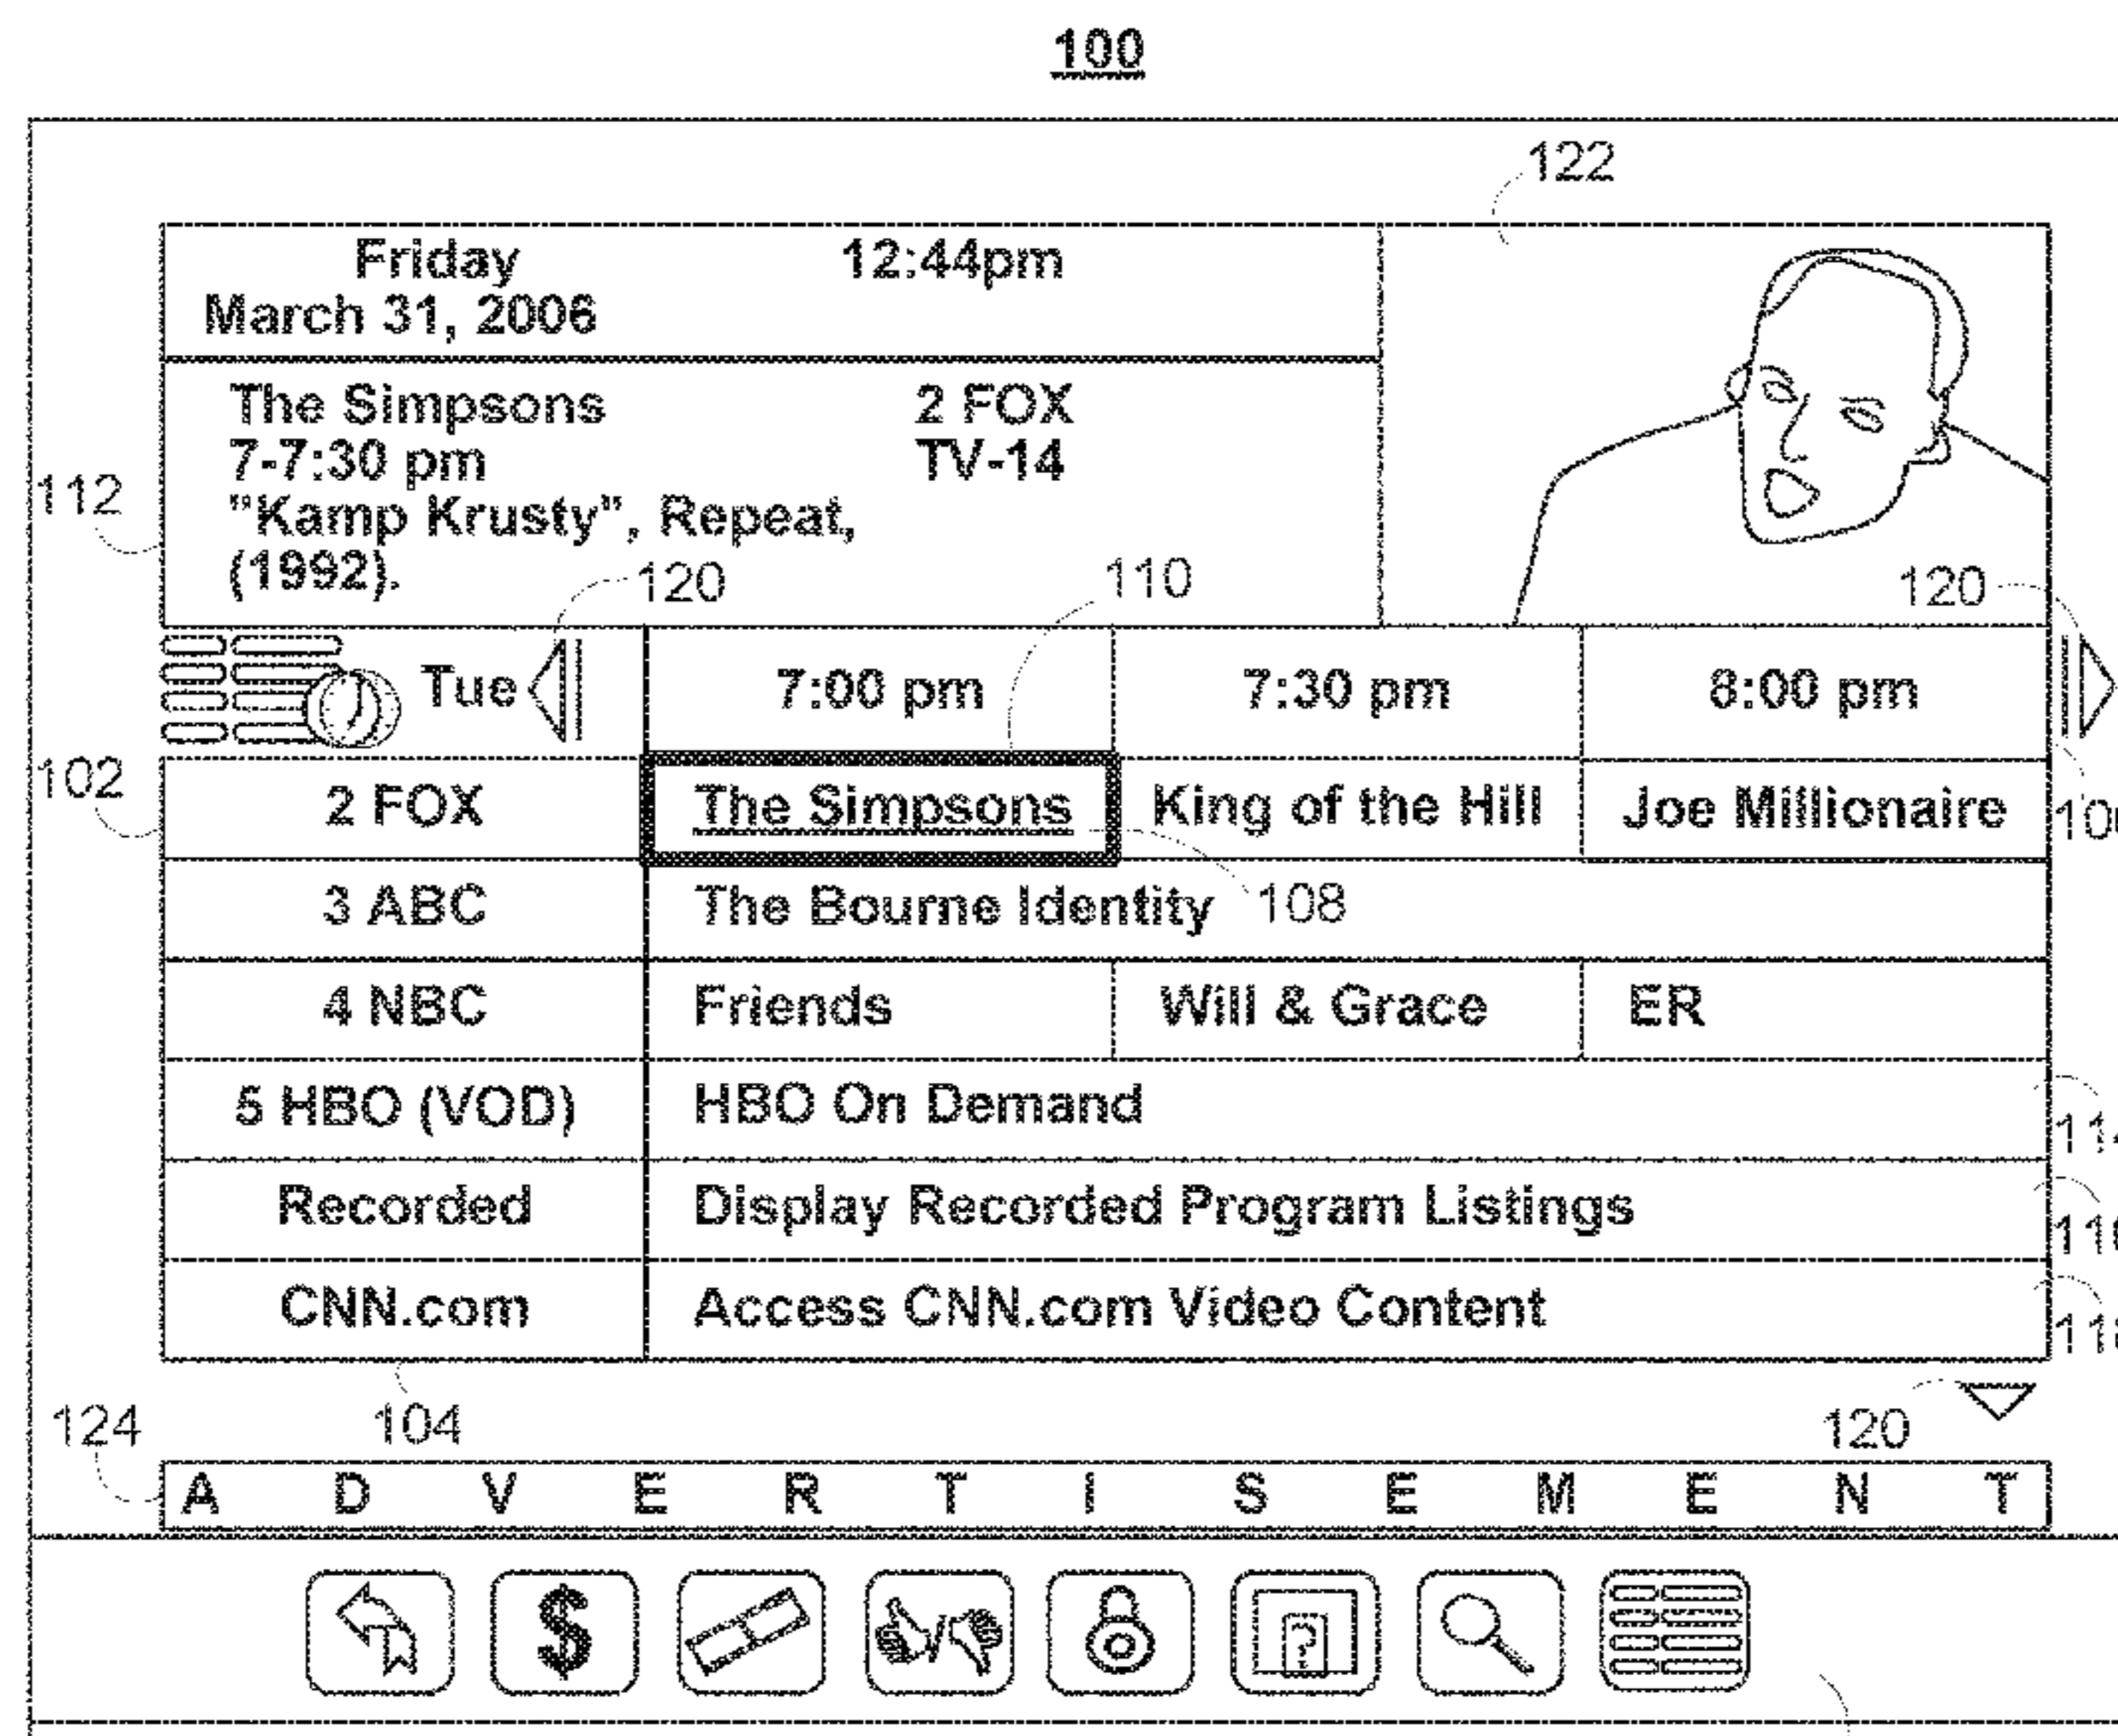 100
122
Friday 12:44pm
March 31, 2006
The Simpsons 2 FOX
7-7:30 pm TV-14
112
"Kamp Krusty", Repeat,
(1992).
120 110 120
Tue 7:00 pm 7:30 pm 8:00 pm
102
2 FOX The Simpsons King of the Hill Joe Millionaire
3 ABC The Bourne Identity 108
4 NBC Friends Will & Grace ER
5 HBO (VOD) HBO On Demand
Recorded Display Recorded Program Listings
CNN.com Access CNN.com Video Content
124 104 120
A D V E R T I S E M E N T
$
?